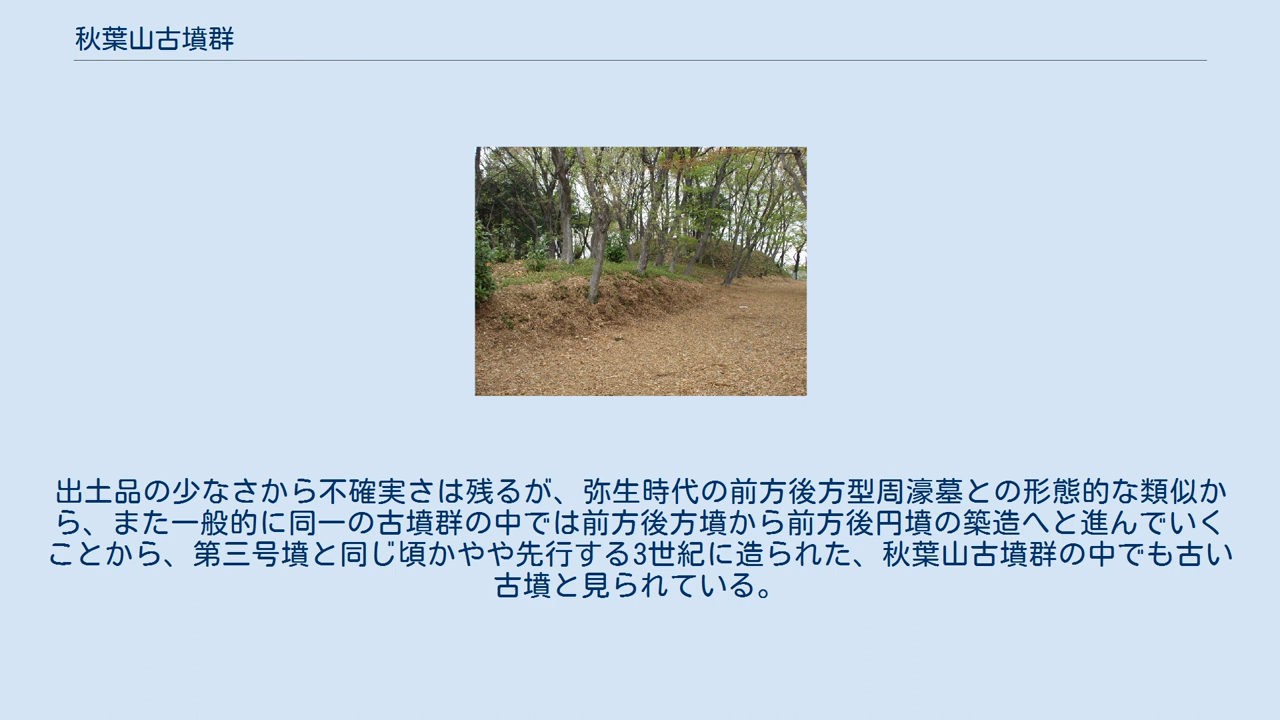 秋葉山古墳群
出土品の少なさから不確実さは残るが、弥生時代の前方後方型周濠墓との形態的な類似か
ら、また一般的に同一の古墳群の中では前方後方墳から前方後円墳の築造へと進んでいく
ことから、第三号墳と同じ頃かやや先行する3世紀に造られた、秋葉山古墳群の中でも古い
古墳と見られている。